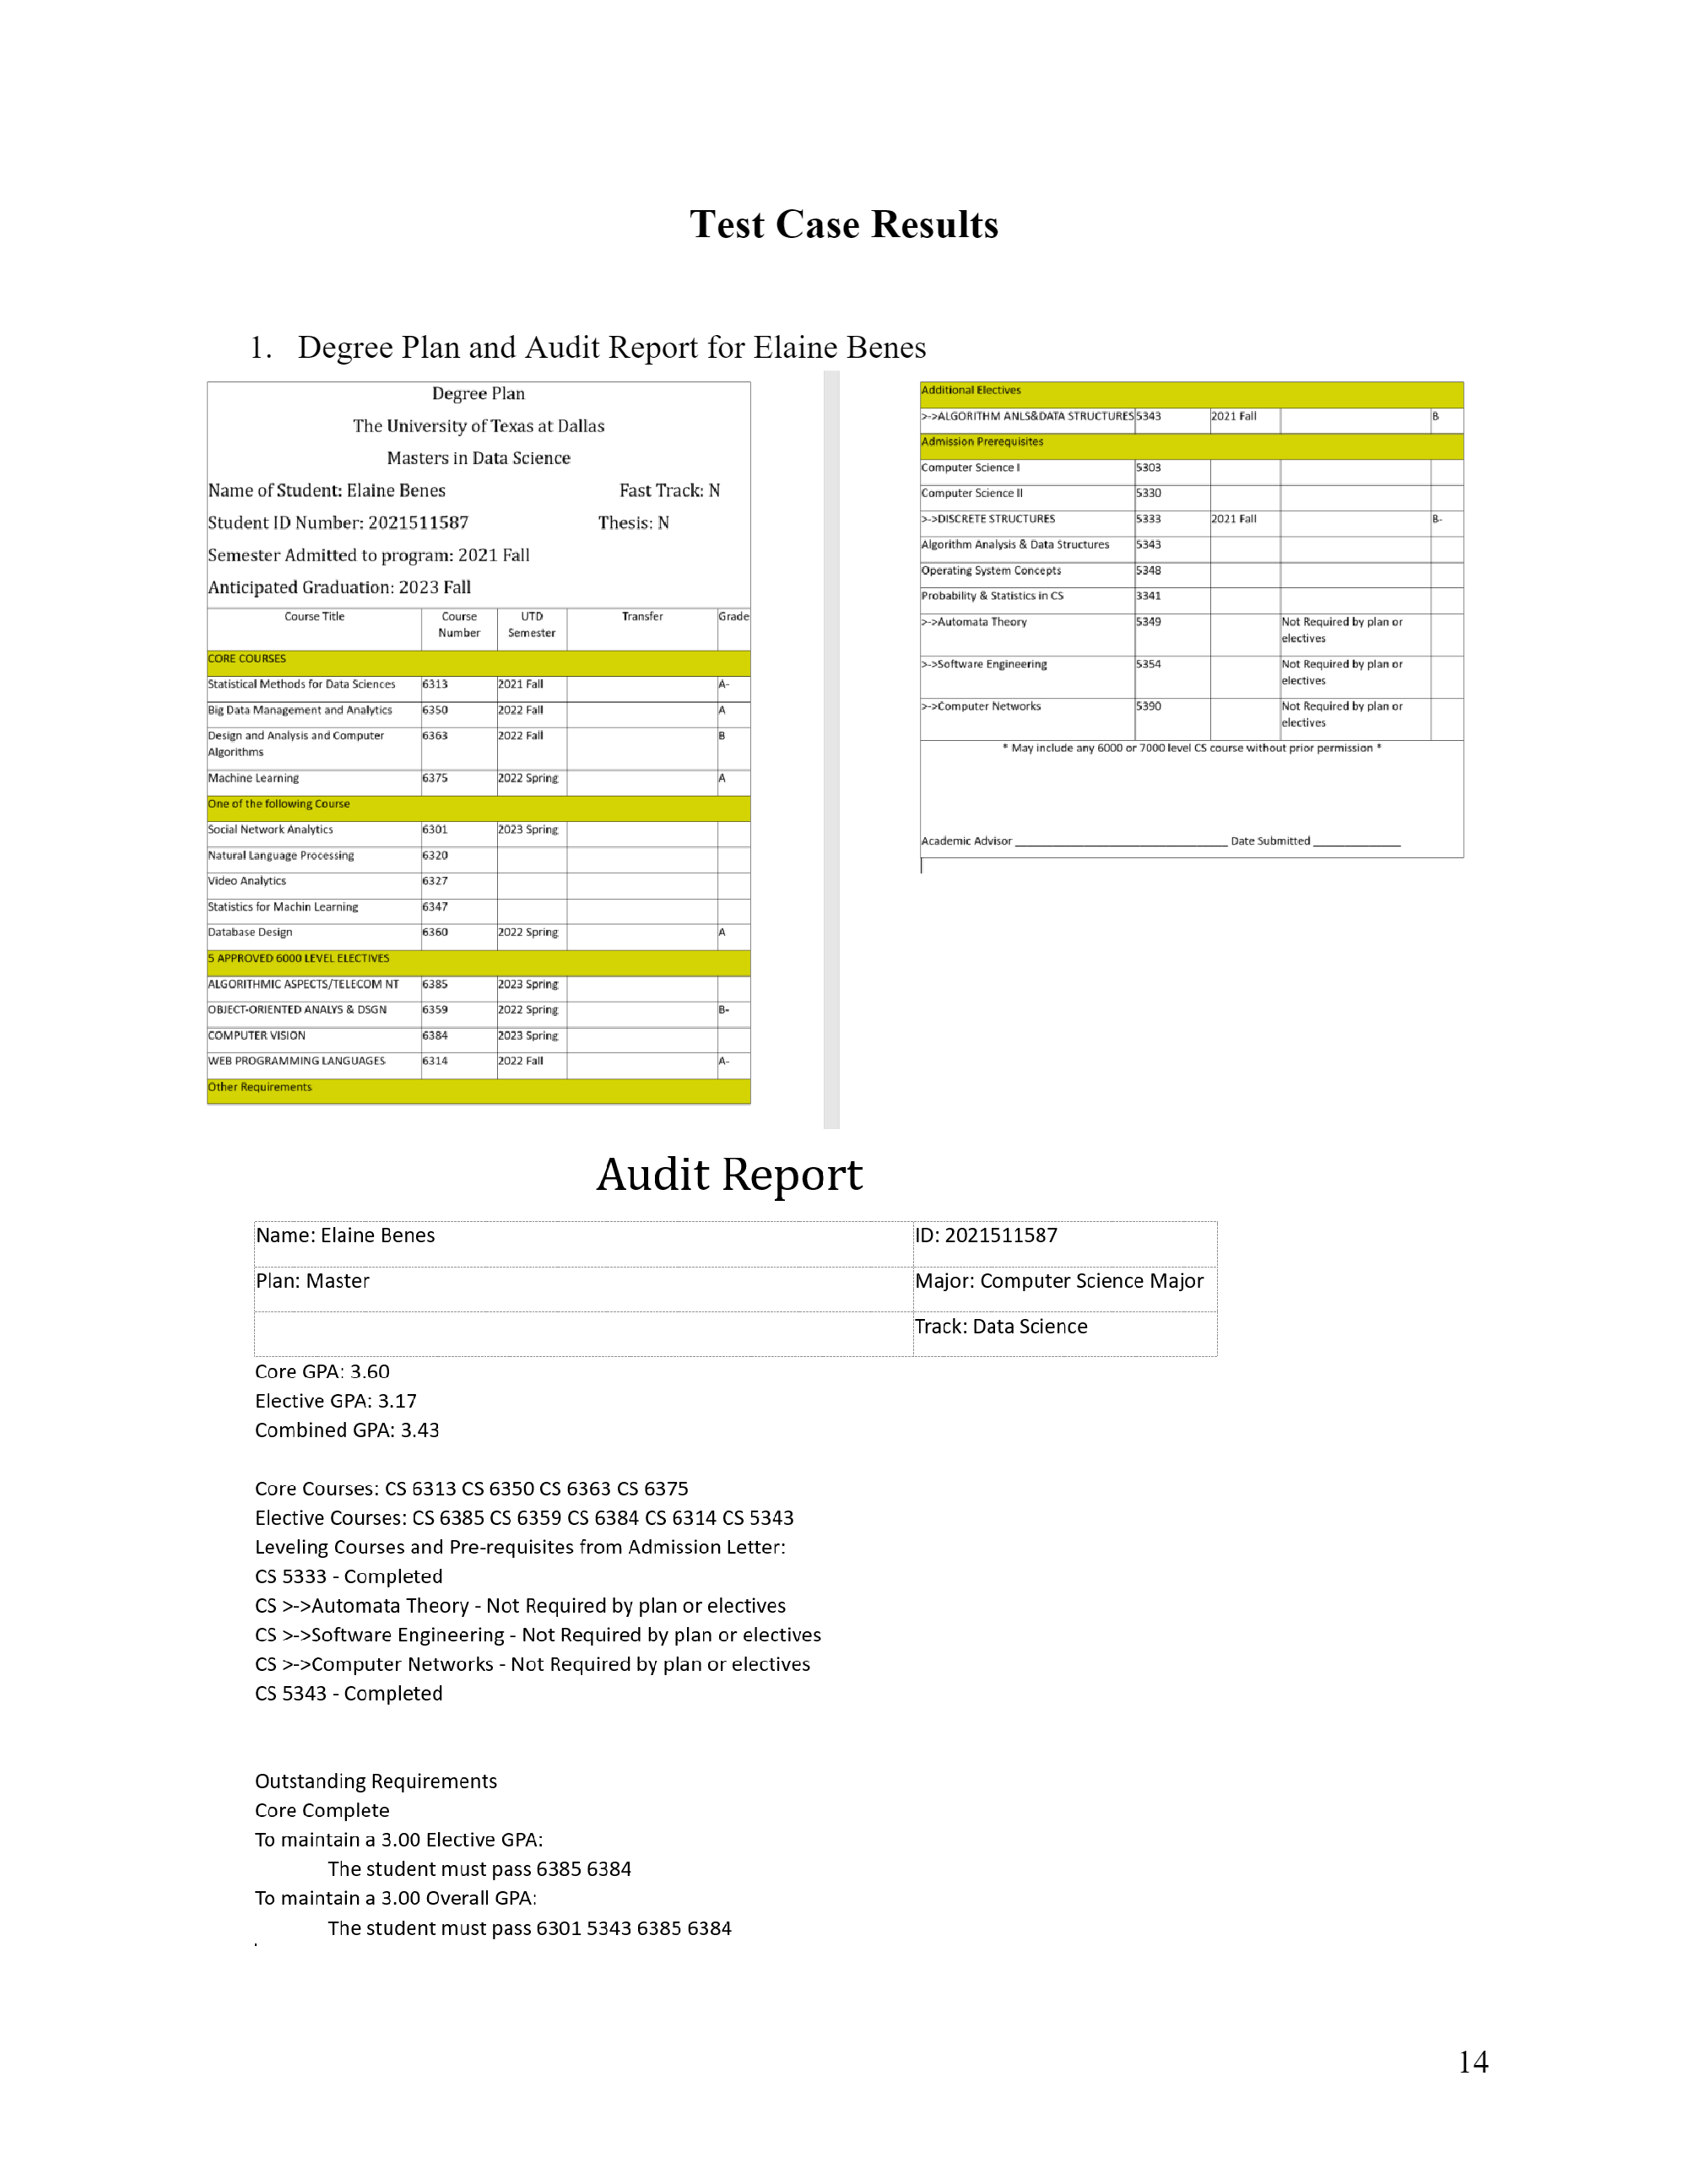 Test Case Results
1. Degree Plan and Audit Report for Elaine Benes
Degree Plan
The University of Texas at Dallas
Masters in Data Science
Name of Student: Elaine Benes Fast Track: N
Student ID Number: 2021511587 Thesis: N
Semester Admitted to program: 2021 Fall
Anticipated Graduation: 2023 Fall
Course Title Course Number UTD Semester Transfer Grade
CORE COURSES
Statistical Methods for Data Sciences 6313 2021 Fall A-
Big Data Management and Analytics 6350 2022 Fall A
Design and Analysis and Computer Algorithms 6363 2022 Fall B
Machine Learning 6375 2022 Spring A
One of the following Course
Social Network Analytics 6301 2023 Spring
Natural Language Processing 6320
Video Analytics 6327
Statistics for Machin Learning 6347
Database Design 6360 2022 Spring A
5 APPROVED 6000 LEVEL ELECTIVES
ALGORITHMIC ASPECTS/TELECOM NT 6385 2023 Spring
OBJECT-ORIENTED ANALYS & DSGN 6359 2022 Spring B-
COMPUTER VISION 6384 2023 Spring
WEB PROGRAMMING LANGUAGES 6314 2022 Fall A-
Other Requirements
Additional Electives
>->ALGORITHM ANLS&DATA STRUCTURES 5343 2021 Fall B
Admission Prerequisites
Computer Science I 5303
Computer Science II 5330
>->DISCRETE STRUCTURES 5333 2021 Fall B-
Algorithm Analysis & Data Structures 5343
Operating System Concepts 5348
Probability & Statistics in CS 3341
>->Automata Theory 5349 Not Required by plan or electives
>->Software Engineering 5354 Not Required by plan or electives
>->Computer Networks 5390 Not Required by plan or electives
* May include any 6000 or 7000 level CS course without prior permission *
Academic Advisor ____________________ Date Submitted ____________
Audit Report
Name: Elaine Benes ID: 2021511587
Plan: Master Major: Computer Science Major
Track: Data Science
Core GPA: 3.60
Elective GPA: 3.17
Combined GPA: 3.43
Core Courses: CS 6313 CS 6350 CS 6363 CS 6375
Elective Courses: CS 6385 CS 6359 CS 6384 CS 6314 CS 5343
Leveling Courses and Pre-requisites from Admission Letter:
CS 5333 - Completed
CS >->Automata Theory - Not Required by plan or electives
CS >->Software Engineering - Not Required by plan or electives
CS >->Computer Networks - Not Required by plan or electives
CS 5343 - Completed
Outstanding Requirements
Core Complete
To maintain a 3.00 Elective GPA:
The student must pass 6385 6384
To maintain a 3.00 Overall GPA:
The student must pass 6301 5343 6385 6384
.
14